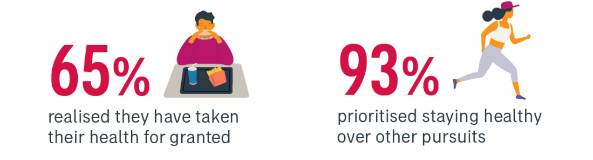 65%
realised they have taken
their health for granted
93%
prioritised staying healthy
over other pursuits